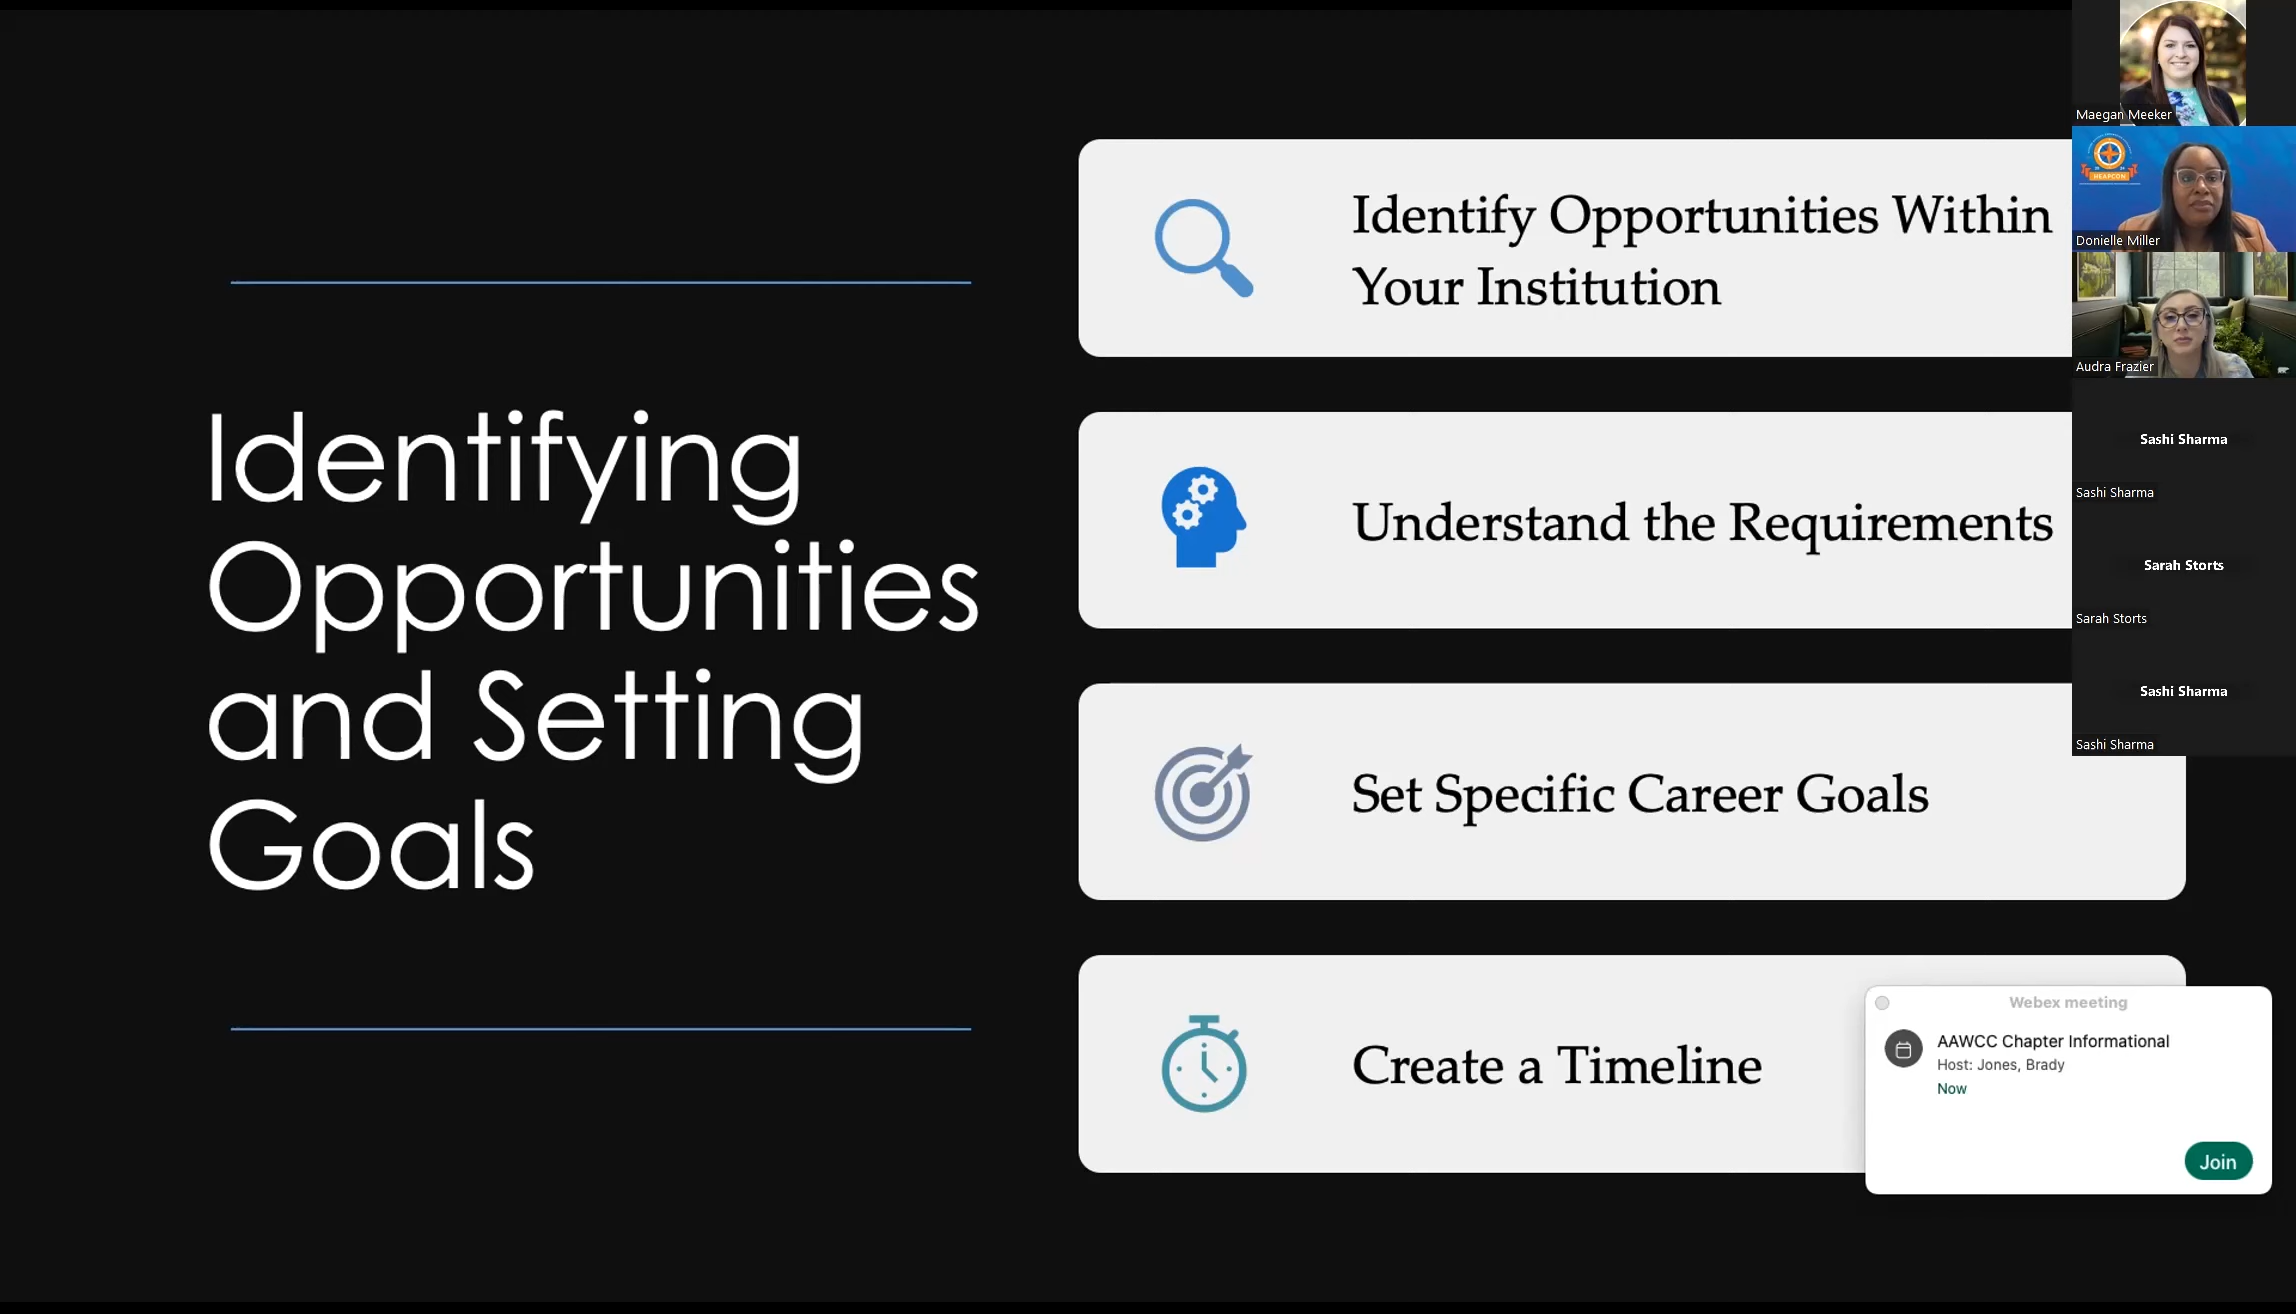 Identifying
Opportunities
and Setting
Goals
Identify Opportunities Within
Your Institution
Understand the Requirements
Set Specific Career Goals
Create a Timeline
Maegan Meeker
HEAPCON
Donielle Miller
Audra Frazier
Sashi Sharma
Sashi Sharma
Sarah Storts
Sarah Storts
Sashi Sharma
Sashi Sharma
Webex meeting
AAWCC Chapter Informational
Host: Jones, Brady
Now
Join